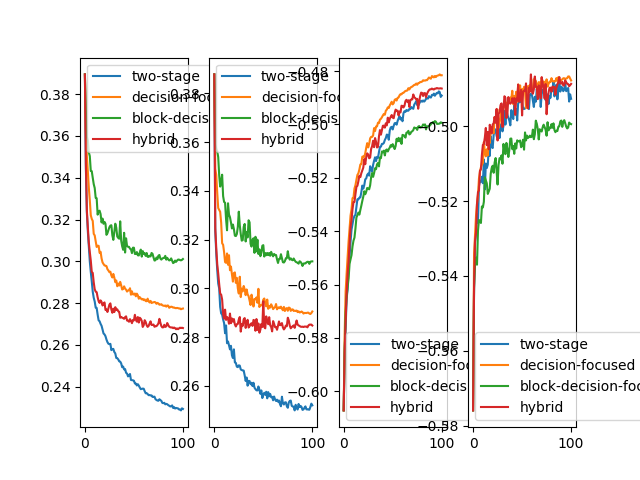 0.38
0.36
0.34
0.32
0.30
0.28
0.26
0.24
two-stage
decision-foc
block-decis
hybrid
0 100
0.36
0.34
0.32
0.30
0.28
0.26
two-stage
decision-foc
block-decis
hybrid
0 100
−0.48
−0.50
−0.52
−0.54
−0.56
−0.58
−0.60
two-stage
decision-foc
block-decis
hybrid
0 100
−0.50
−0.52
−0.54
−0.56
−0.58
two-stage
decision-focused
block-decision-foc
hybrid
0 100